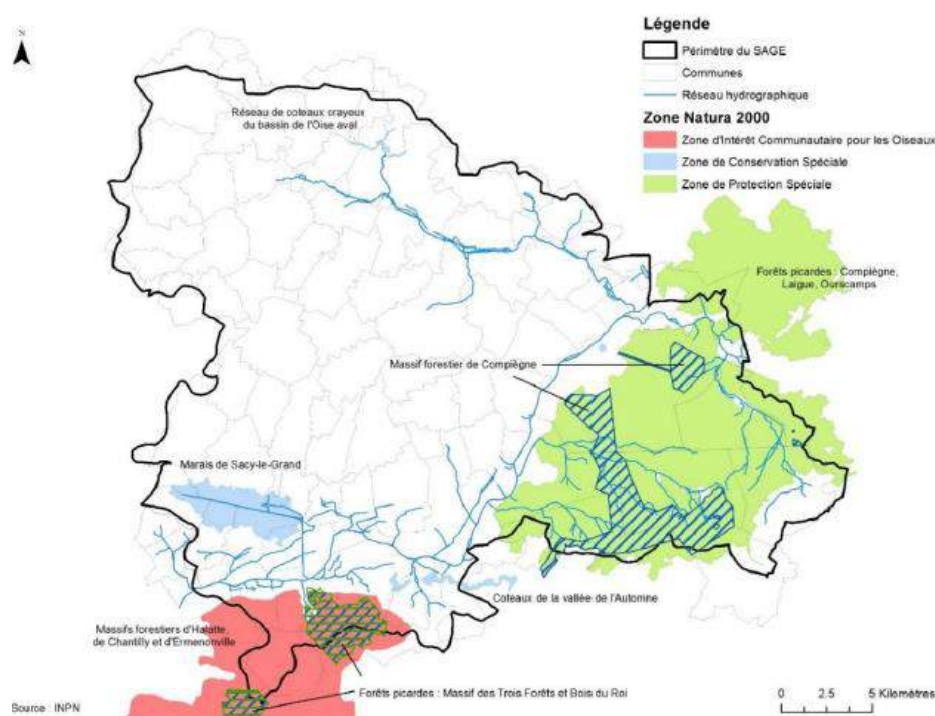 N
Légende
Périmètre du SAGE
Communes
Réseau hydrographique
Zone Natura 2000
Zone d'Intérêt Communautaire pour les Oiseaux
Zone de Conservation Spéciale
Zone de Protection Spéciale
Réseau de coteaux crayeux
du bassin de l'Oise aval
Forêts picardes : Compiègne,
Laigue, Ourscamps
Massif forestier de Compiègne
Marais de Sacy-le-Grand
Coteaux de la vallée de l'Automne
Massifs forestiers d'Halatte,
de Chantilly et d'Ermenonville
Forêts picardes : Massif des Trois Forêts et Bois du Roi
Source : INPN
0 2.5 5 Kilomètres